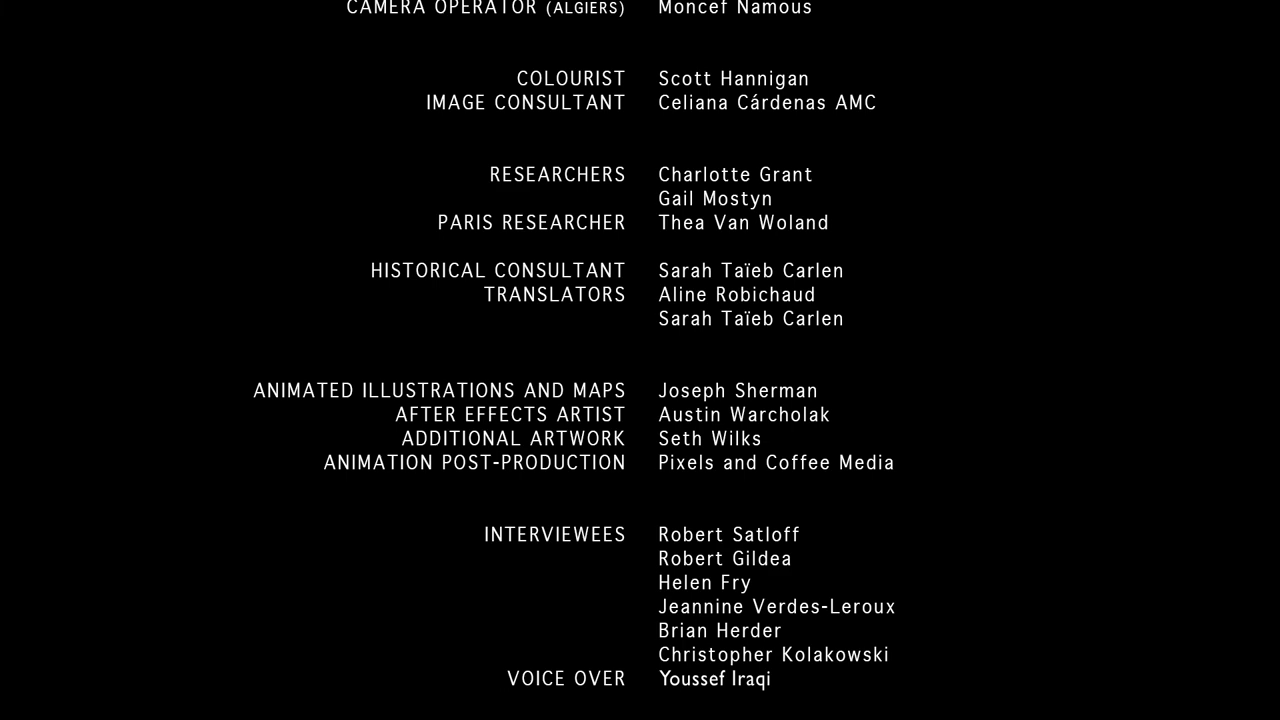 CAMERA OPERATOR (ALGIERS) Moncef Namous
COLOURIST Scott Hannigan
IMAGE CONSULTANT Celiana Cárdenas AMC
RESEARCHERS Charlotte Grant
Gail Mostyn
PARIS RESEARCHER Thea Van Woland
HISTORICAL CONSULTANT Sarah Taïeb Carlen
TRANSLATORS Aline Robichaud
Sarah Taïeb Carlen
ANIMATED ILLUSTRATIONS AND MAPS Joseph Sherman
AFTER EFFECTS ARTIST Austin Warcholak
ADDITIONAL ARTWORK Seth Wilks
ANIMATION POST-PRODUCTION Pixels and Coffee Media
INTERVIEWEES Robert Satloff
Robert Gildea
Helen Fry
Jeannine Verdes-Leroux
Brian Herder
Christopher Kolakowski
VOICE OVER Youssef Iraqi